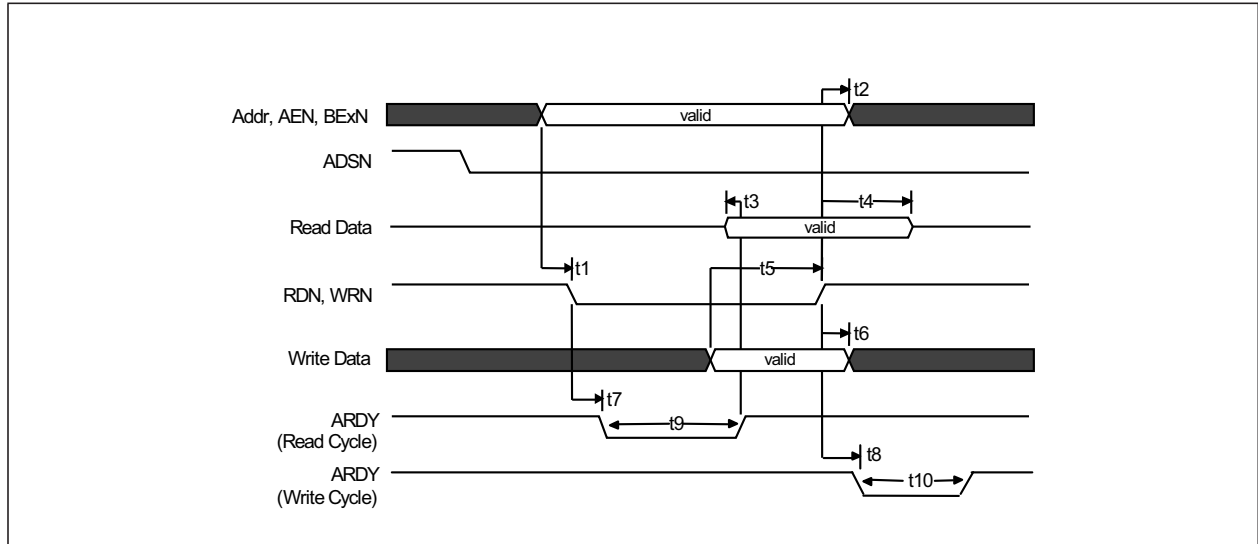 t2
Addr, AEN, BExN
valid
ADSN
t3
t4
Read Data
valid
t1
t5
RDN, WRN
t6
Write Data
valid
t7
ARDY
(Read Cycle)
t9
t8
ARDY
(Write Cycle)
t10